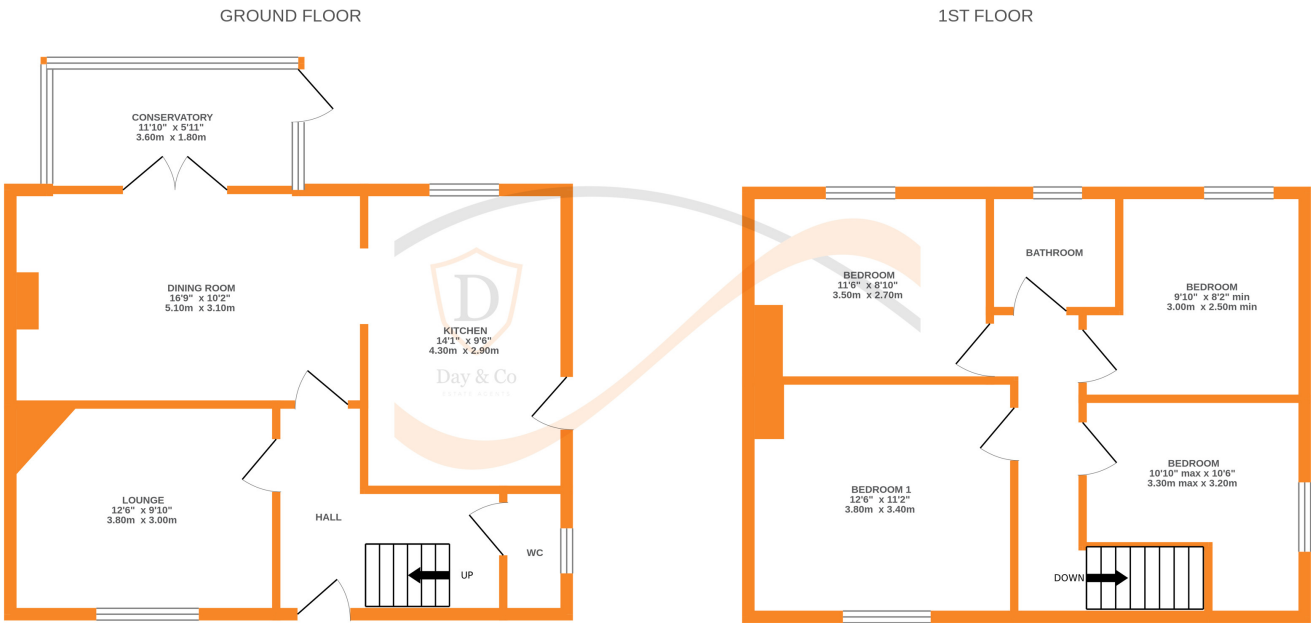 GROUND FLOOR
CONSERVATORY
11'10" x 5'11"
3.60m x 1.80m
DINING ROOM
16'9" x 10'2"
5.10m x 3.10m
KITCHEN
14'1" x 9'6"
4.30m x 2.90m
D
Day & Co
ESTATE AGENTS
LOUNGE
12'6" x 9'10"
3.80m x 3.00m
HALL
UP
WC
1ST FLOOR
BEDROOM
11'6" x 8'10"
3.50m x 2.70m
BATHROOM
BEDROOM
9'10" x 8'2" min
3.00m x 2.50m min
BEDROOM 1
12'6" x 11'2"
3.80m x 3.40m
BEDROOM
10'10" max x 10'6"
3.30m max x 3.20m
DOWN